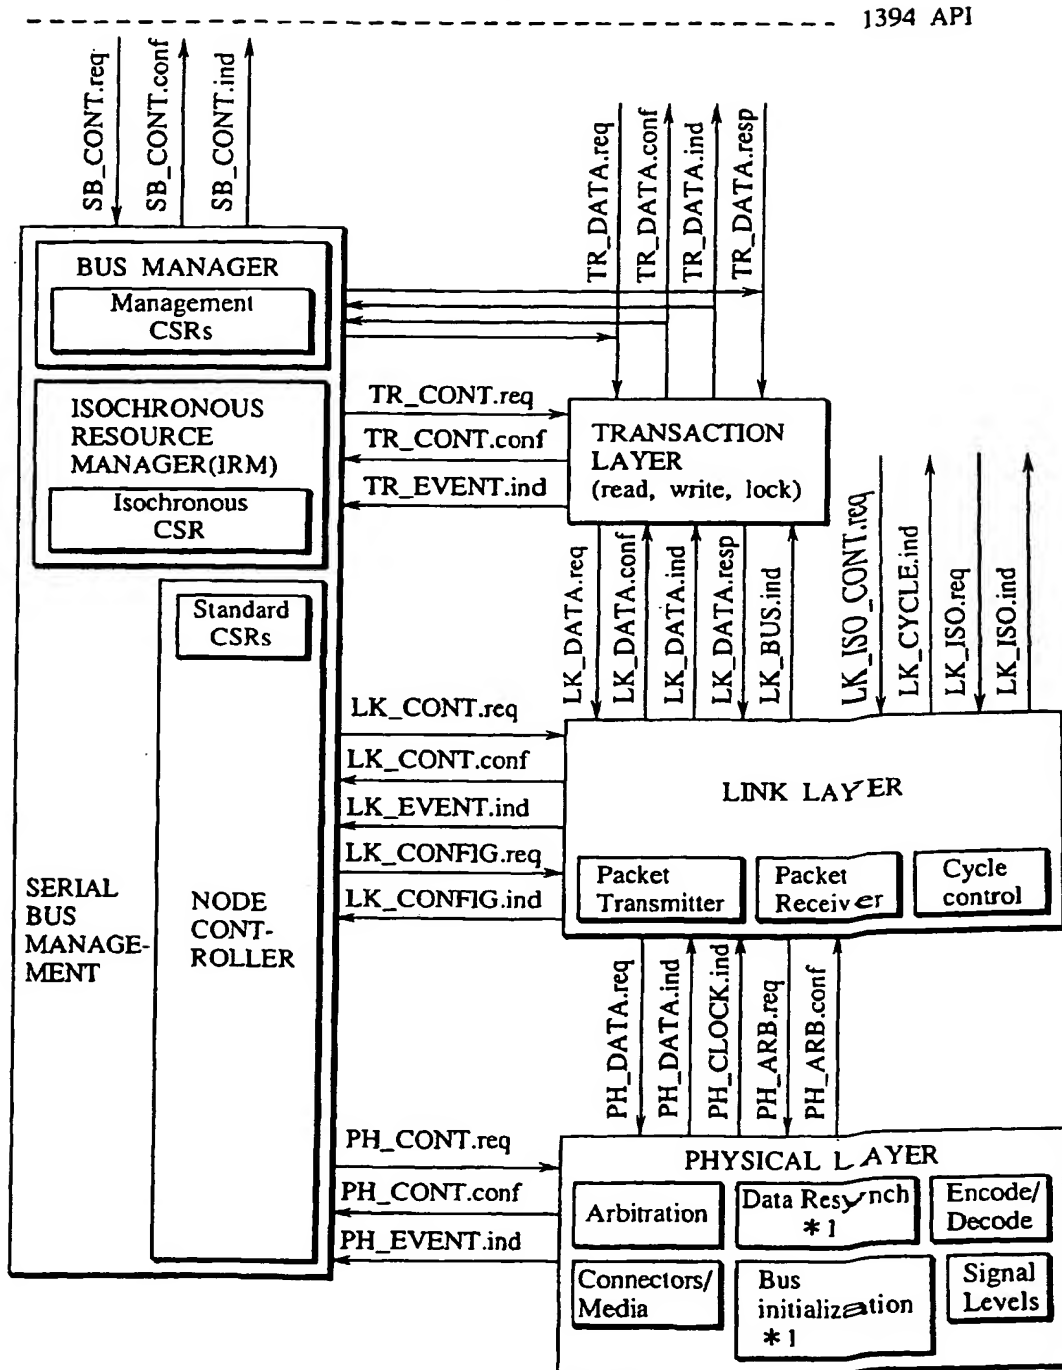 1394 API
SB_CONT.req
SB_CONT.conf
SB_CONT.ind
TR_DATA.req
TR_DATA.conf
TR_DATA.ind
TR_DATA.resp
BUS MANAGER
Management
CSRs
ISOCHRONOUS
RESOURCE
MANAGER(IRM)
Isochronous
CSR
TR_CONT.req
TR_CONT.conf
TR_EVENT.ind
TRANSACTION
LAYER
(read, write, lock)
LK_DATA.req
LK_DATA.conf
LK_DATA.ind
LK_DATA.resp
LK_BUS.ind
LK_ISO_CONT.req
LK_CYCLE.ind
LK_ISO.req
LK_ISO.ind
Standard
CSRs
LK_CONT.req
LK_CONT.conf
LK_EVENT.ind
LK_CONFIG.req
LK_CONFIG.ind
LINK LAYER
Packet
Transmitter
Packet
Receiver
Cycle
control
SERIAL
BUS
MANAGE-
MENT
NODE
CONT-
ROLLER
PH_DATA.req
PH_DATA.ind
PH_CLOCK.ind
PH_ARB.req
PH_ARB.conf
PH_CONT.req
PH_CONT.conf
PH_EVENT.ind
PHYSICAL LAYER
Arbitration
Data Resynch
*1
Encode/
Decode
Connectors/
Media
Bus
initialization
*1
Signal
Levels